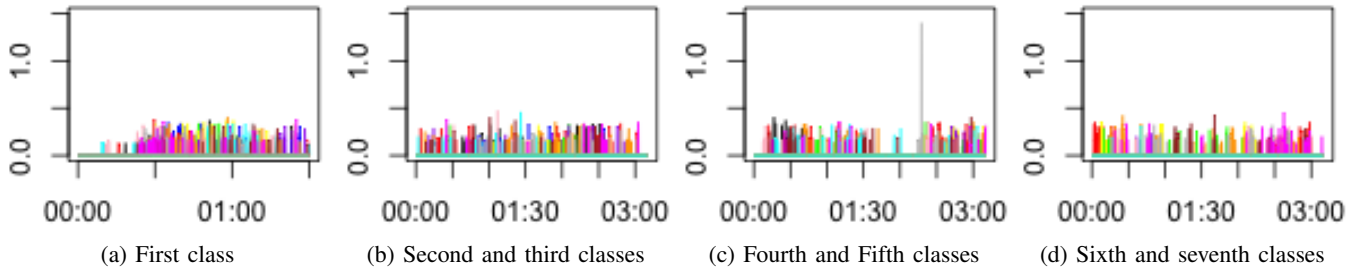 1.0
0.0
00:00 01:00
(a) First class
1.0
0.0
00:00 01:30 03:00
(b) Second and third classes
1.0
0.0
00:00 01:30 03:00
(c) Fourth and Fifth classes
1.0
0.0
00:00 01:30 03:00
(d) Sixth and seventh classes